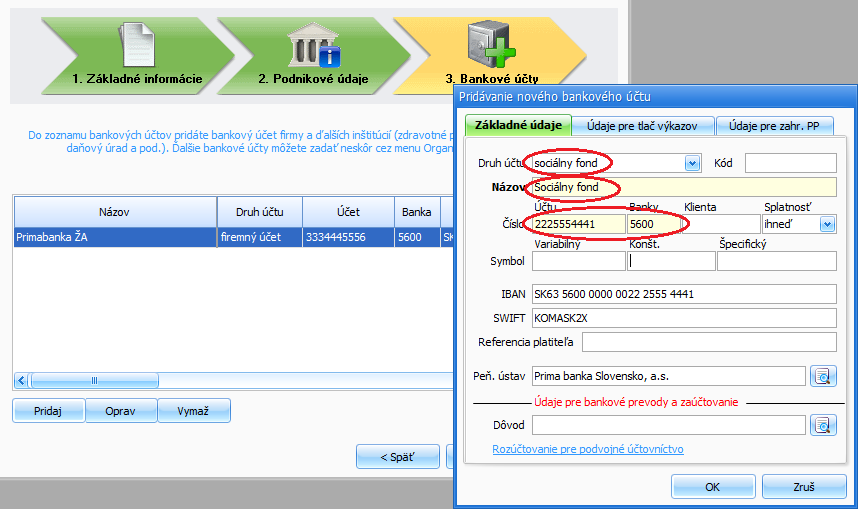 1. Základné informácie
2. Podnikové údaje
3. Bankové účty
Do zoznamu bankových účtov pridáte bankový účet firmy a ďalších inštitúcií (zdravotné p
daňový úrad a pod.). Ďalšie bankové účty môžete zadať neskôr cez menu Organ
Názov Druh účtu Účet Banka
Primabanka ŽA firemný účet 3334445556 5600 SK
Pridaj Oprav Vymaž
< Späť
Pridávanie nového bankového účtu
Základné údaje Údaje pre tlač výkazov Údaje pre zahr. PP
Druh účtu sociálny fond Kód
Názov Sociálny fond
Účtu Banky Klienta Splatnosť
Číslo 2225554441 5600 ihneď
Variabilný Konšt. Špecifický
Symbol
IBAN SK63 5600 0000 0022 2555 4441
SWIFT KOMASK2X
Referencia platiteľa
Peň. ústav Prima banka Slovensko, a.s.
Údaje pre bankové prevody a zaúčtovanie
Dôvod
Rozúčtovanie pre podvojné účtovníctvo
OK Zruš